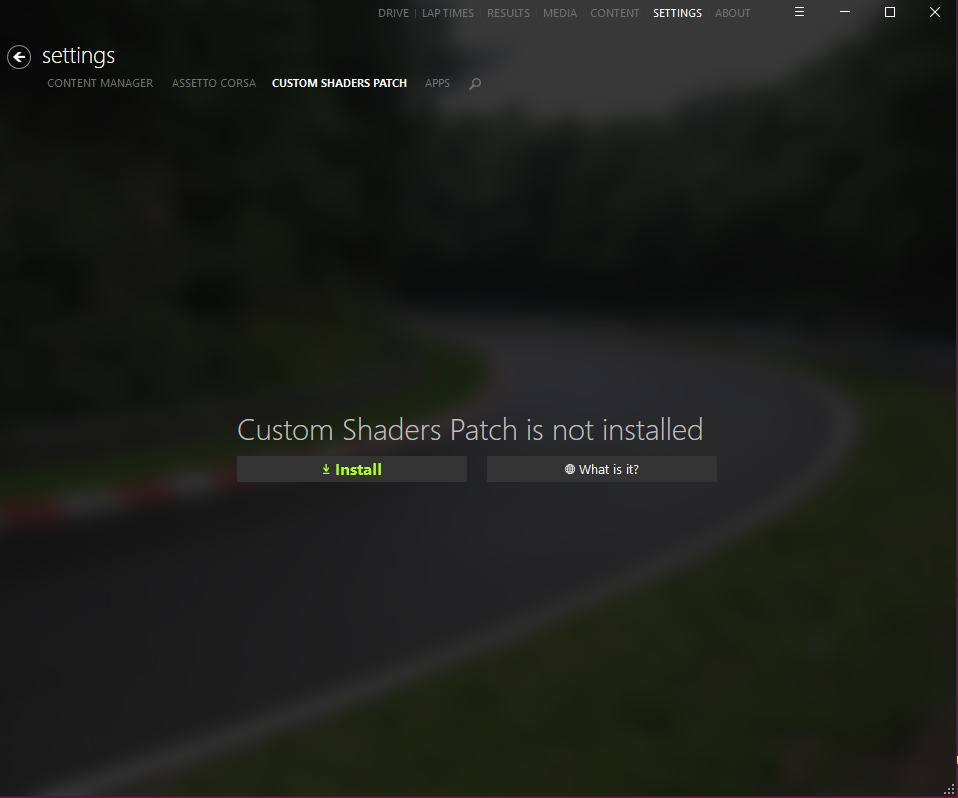 DRIVE LAP TIMES RESULTS MEDIA CONTENT SETTINGS ABOUT
settings
CONTENT MANAGER ASSETTO CORSA CUSTOM SHADERS PATCH APPS
Custom Shaders Patch is not installed
Install What is it?